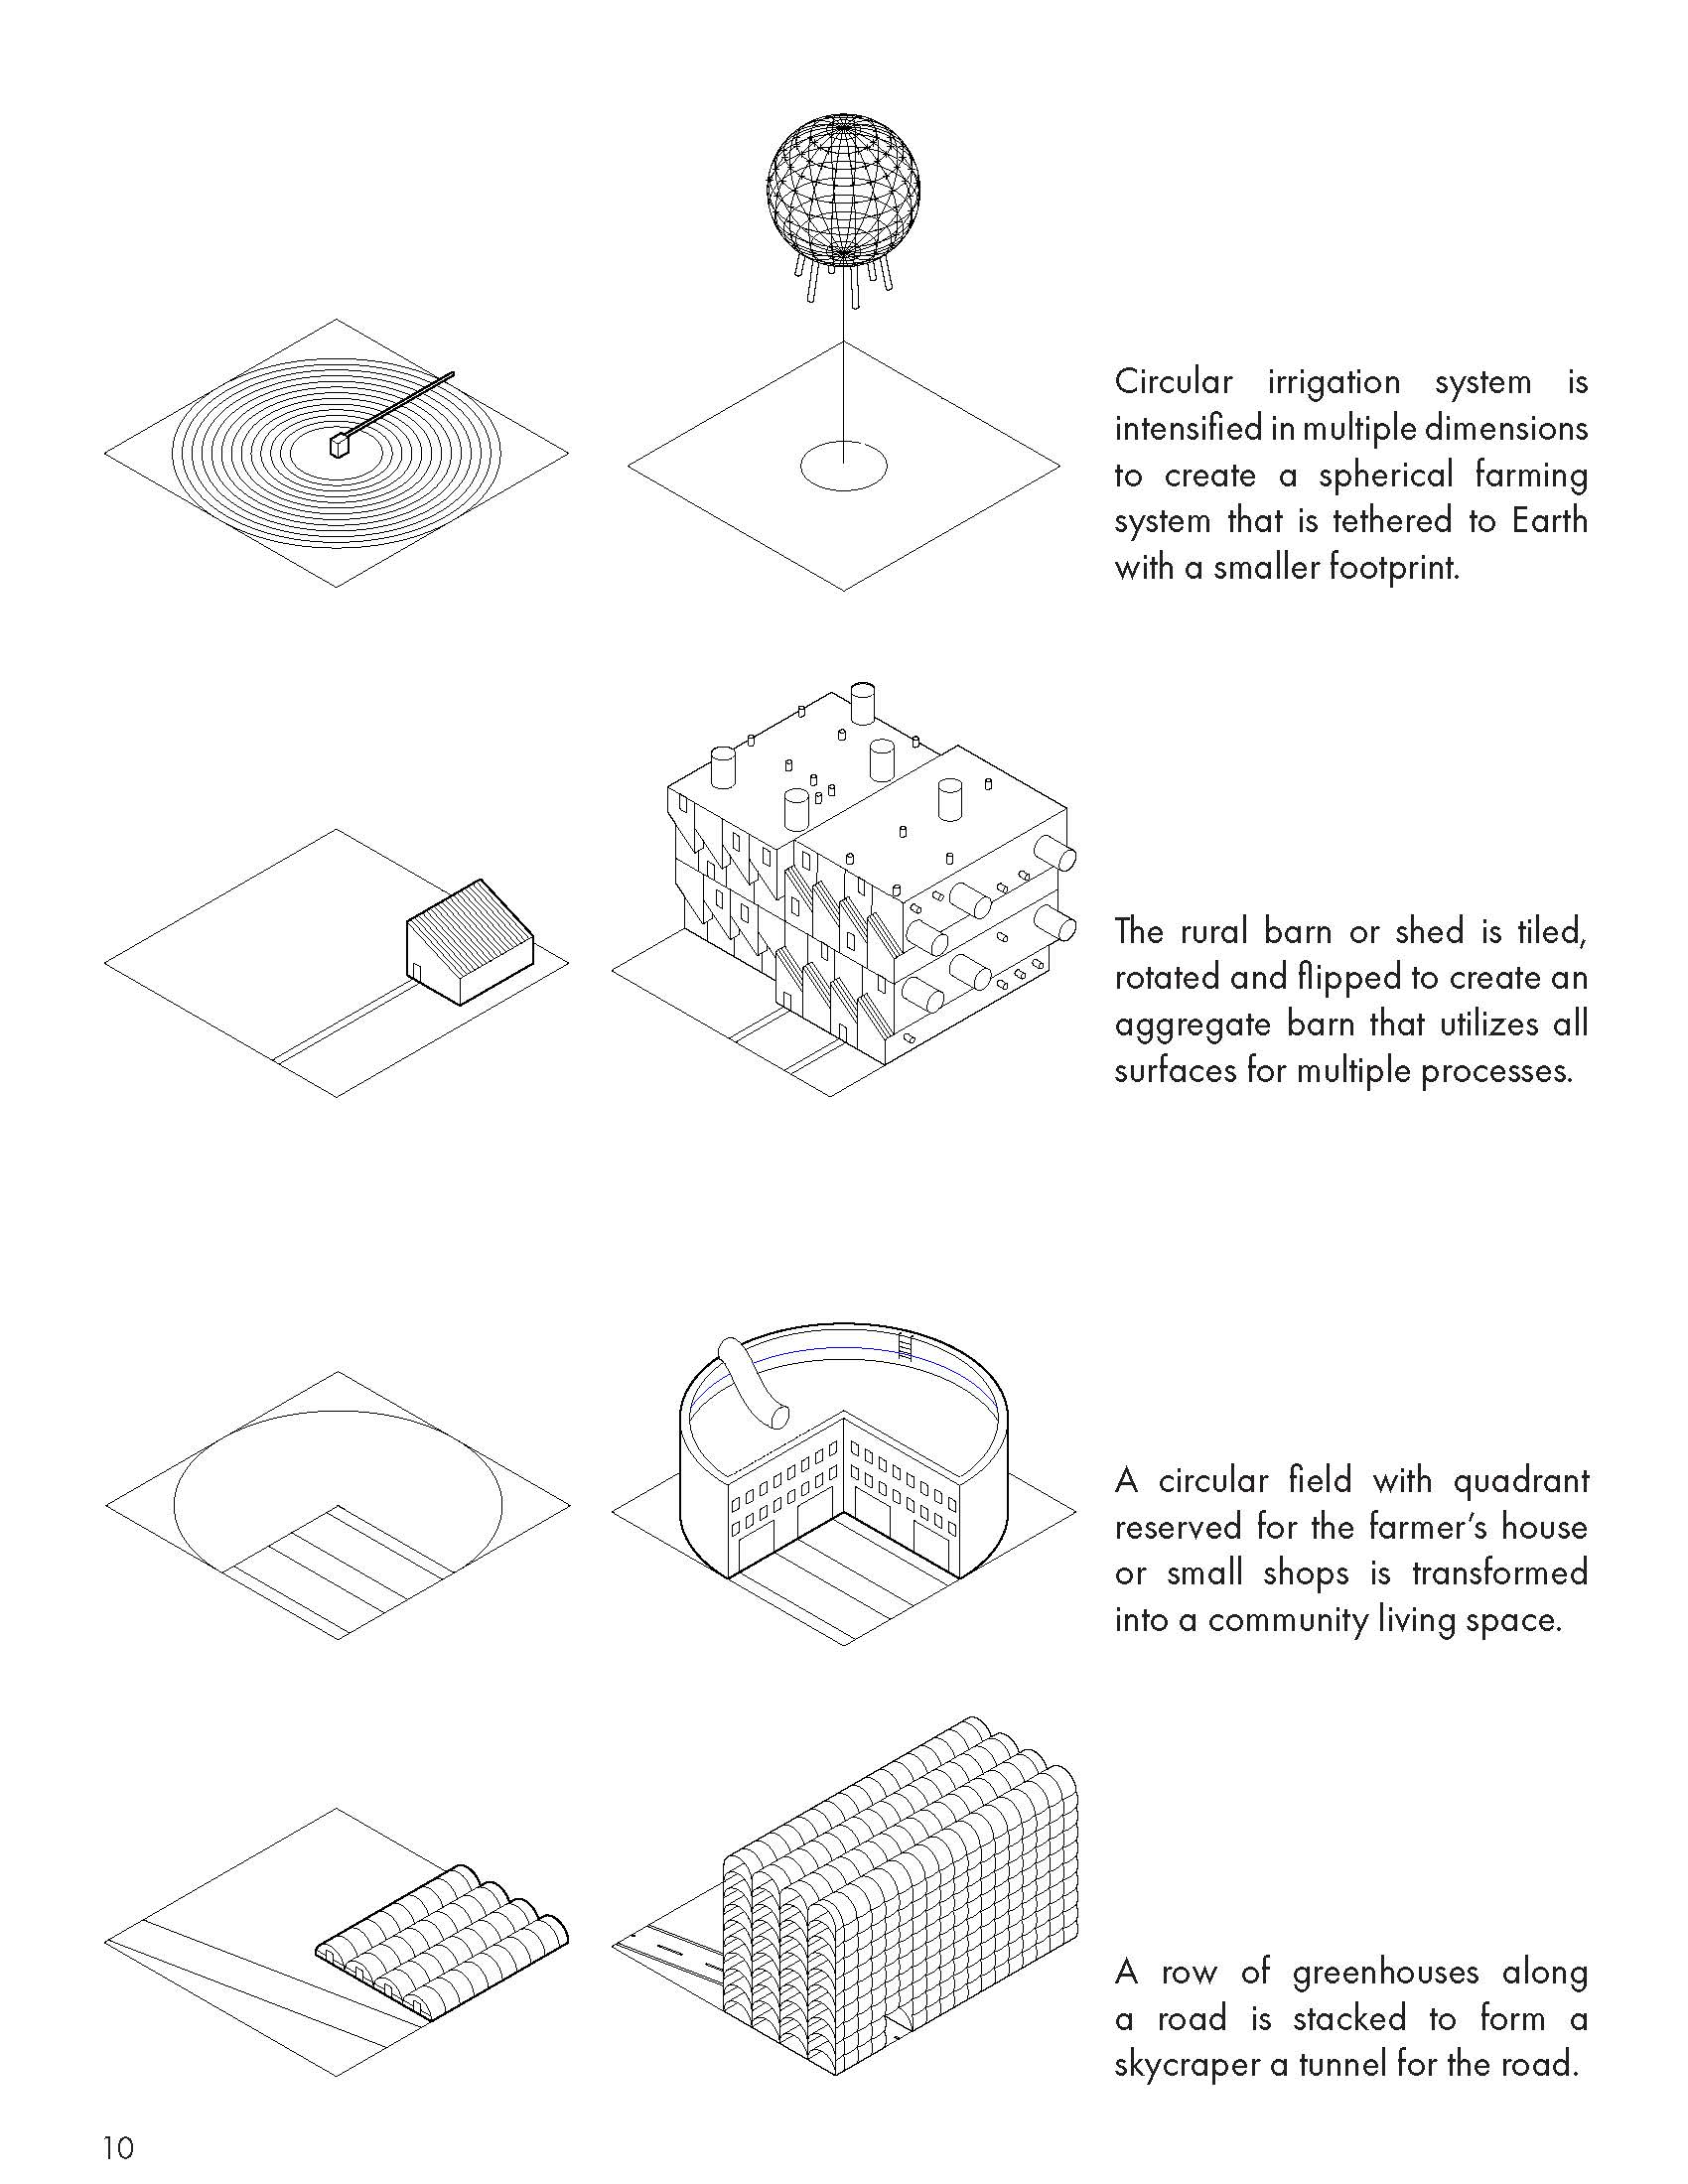 Circular irrigation system is
intensified in multiple dimensions
to create a spherical farming
system that is tethered to Earth
with a smaller footprint.
The rural barn or shed is tiled,
rotated and flipped to create an
aggregate barn that utilizes all
surfaces for multiple processes.
A circular field with quadrant
reserved for the farmer's house
or small shops is transformed
into a community living space.
A row of greenhouses along
a road is stacked to form a
skycraper a tunnel for the road.
10